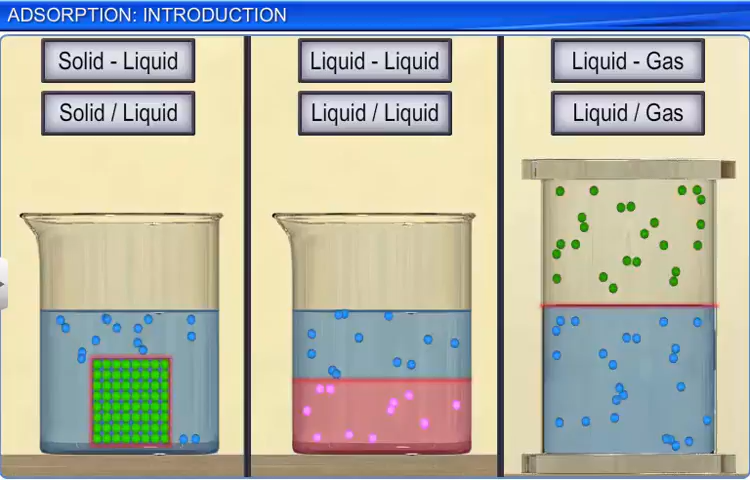 ADSORPTION: INTRODUCTION
Solid - Liquid
Solid / Liquid
Liquid - Liquid
Liquid / Liquid
Liquid - Gas
Liquid / Gas